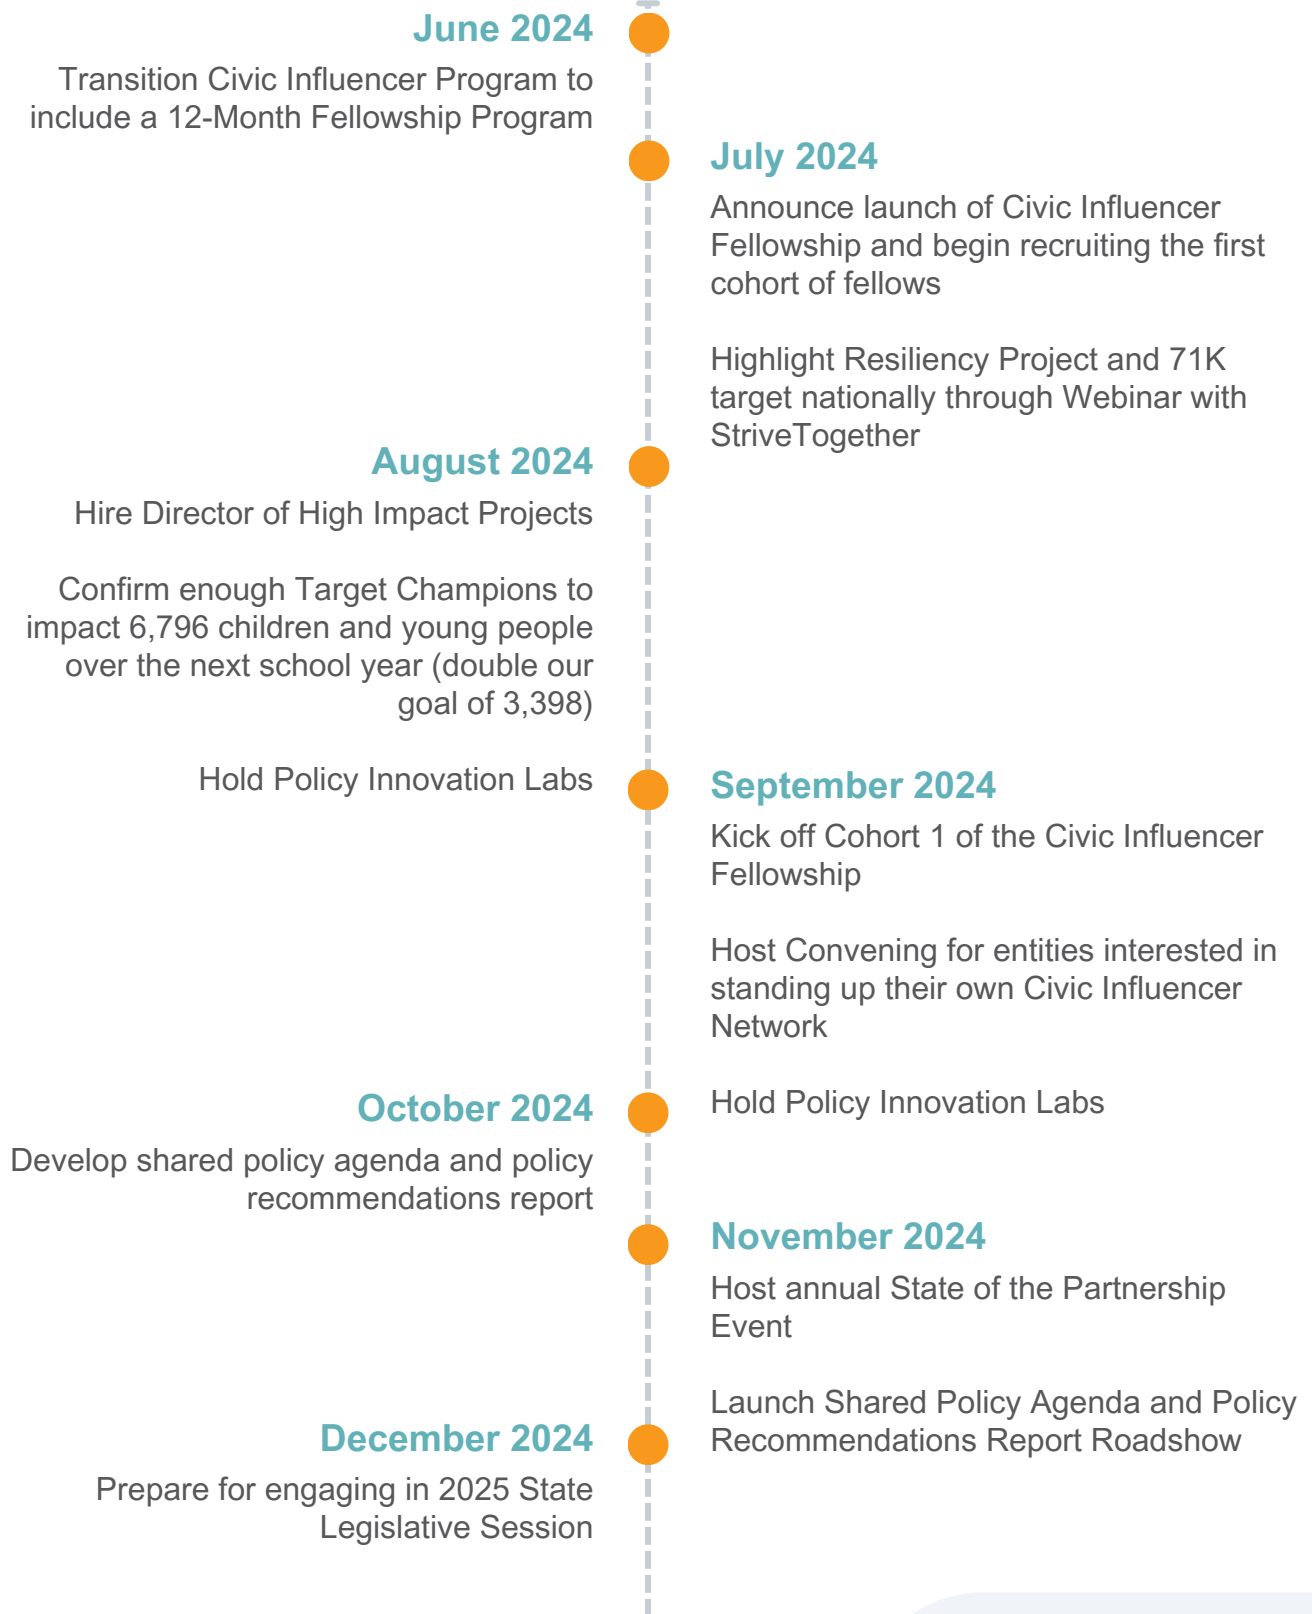 June 2024
Transition Civic Influencer Program to
include a 12-Month Fellowship Program
July 2024
Announce launch of Civic Influencer
Fellowship and begin recruiting the first
cohort of fellows
Highlight Resiliency Project and 71K
target nationally through Webinar with
StriveTogether
August 2024
Hire Director of High Impact Projects
Confirm enough Target Champions to
impact 6,796 children and young people
over the next school year (double our
goal of 3,398)
Hold Policy Innovation Labs
September 2024
Kick off Cohort 1 of the Civic Influencer
Fellowship
Host Convening for entities interested in
standing up their own Civic Influencer
Network
Hold Policy Innovation Labs
October 2024
Develop shared policy agenda and policy
recommendations report
November 2024
Host annual State of the Partnership
Event
Launch Shared Policy Agenda and Policy
Recommendations Report Roadshow
December 2024
Prepare for engaging in 2025 State
Legislative Session